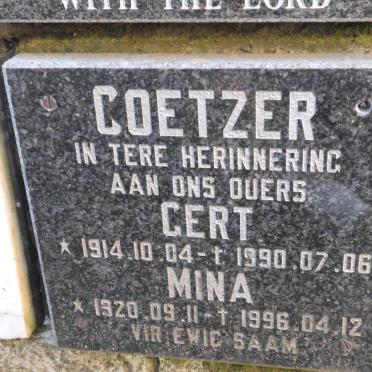 WITH THE LORD
COETZER
IN TERE HERINNERING
AAN ONS OUERS
GERT
* 1914.10.04 - † 1990.07.06
MINA
* 1920.09.11 - † 1996.04.12
VIR EWIG SAAM